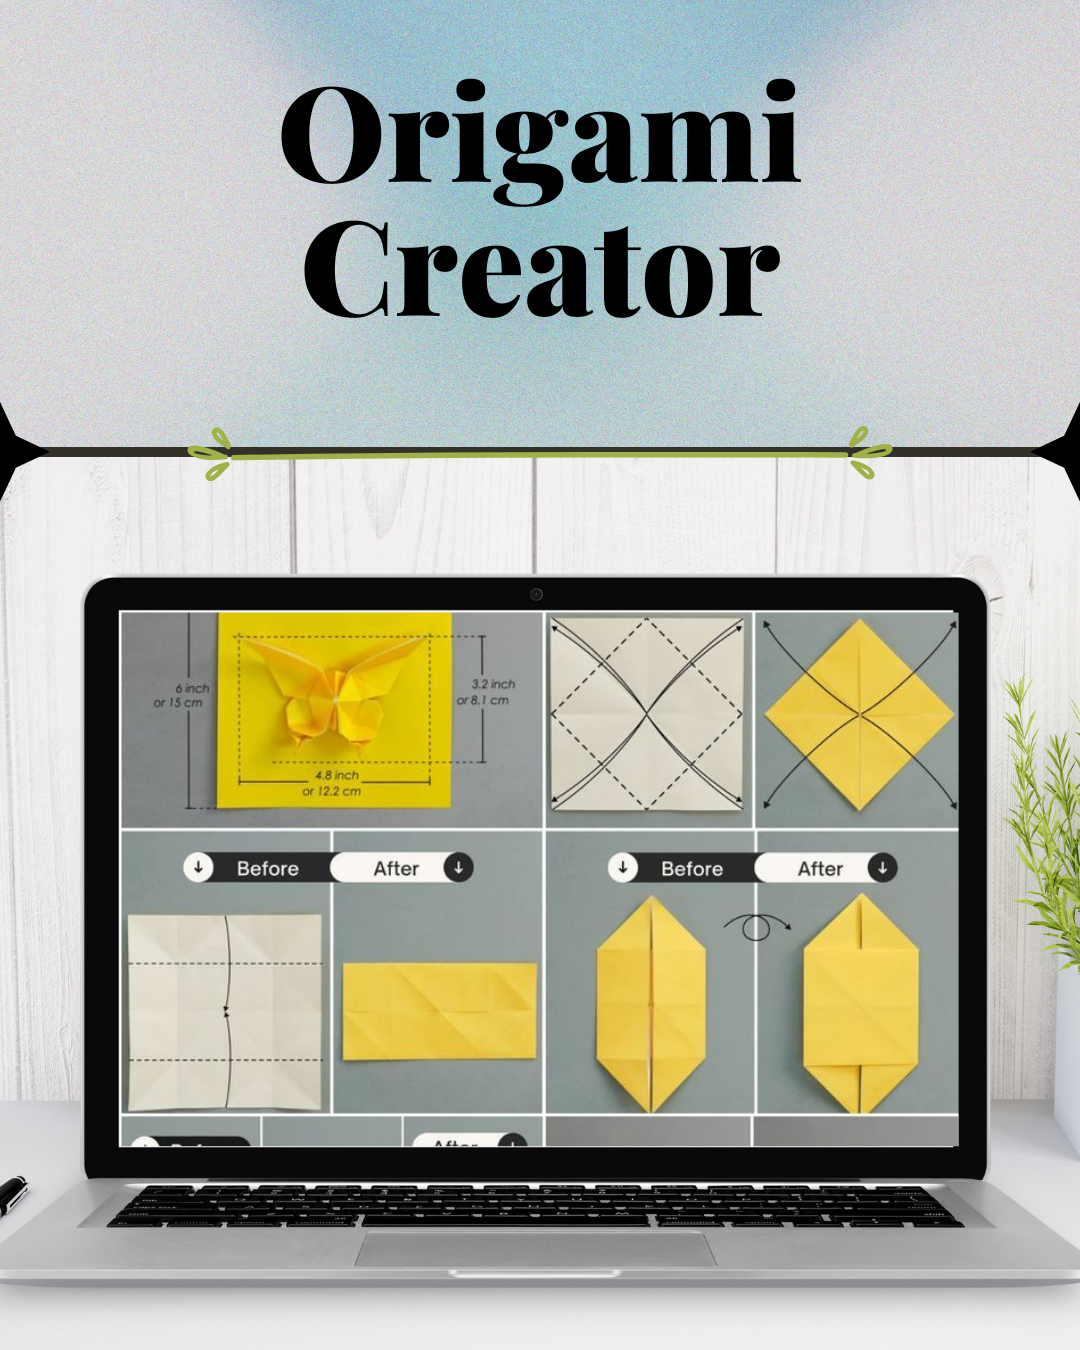 Origami
Creator
6 inch
or 15 cm
3.2 inch
or 8.1 cm
4.8 inch
or 12.2 cm
Before
After
Before
After
Before
After